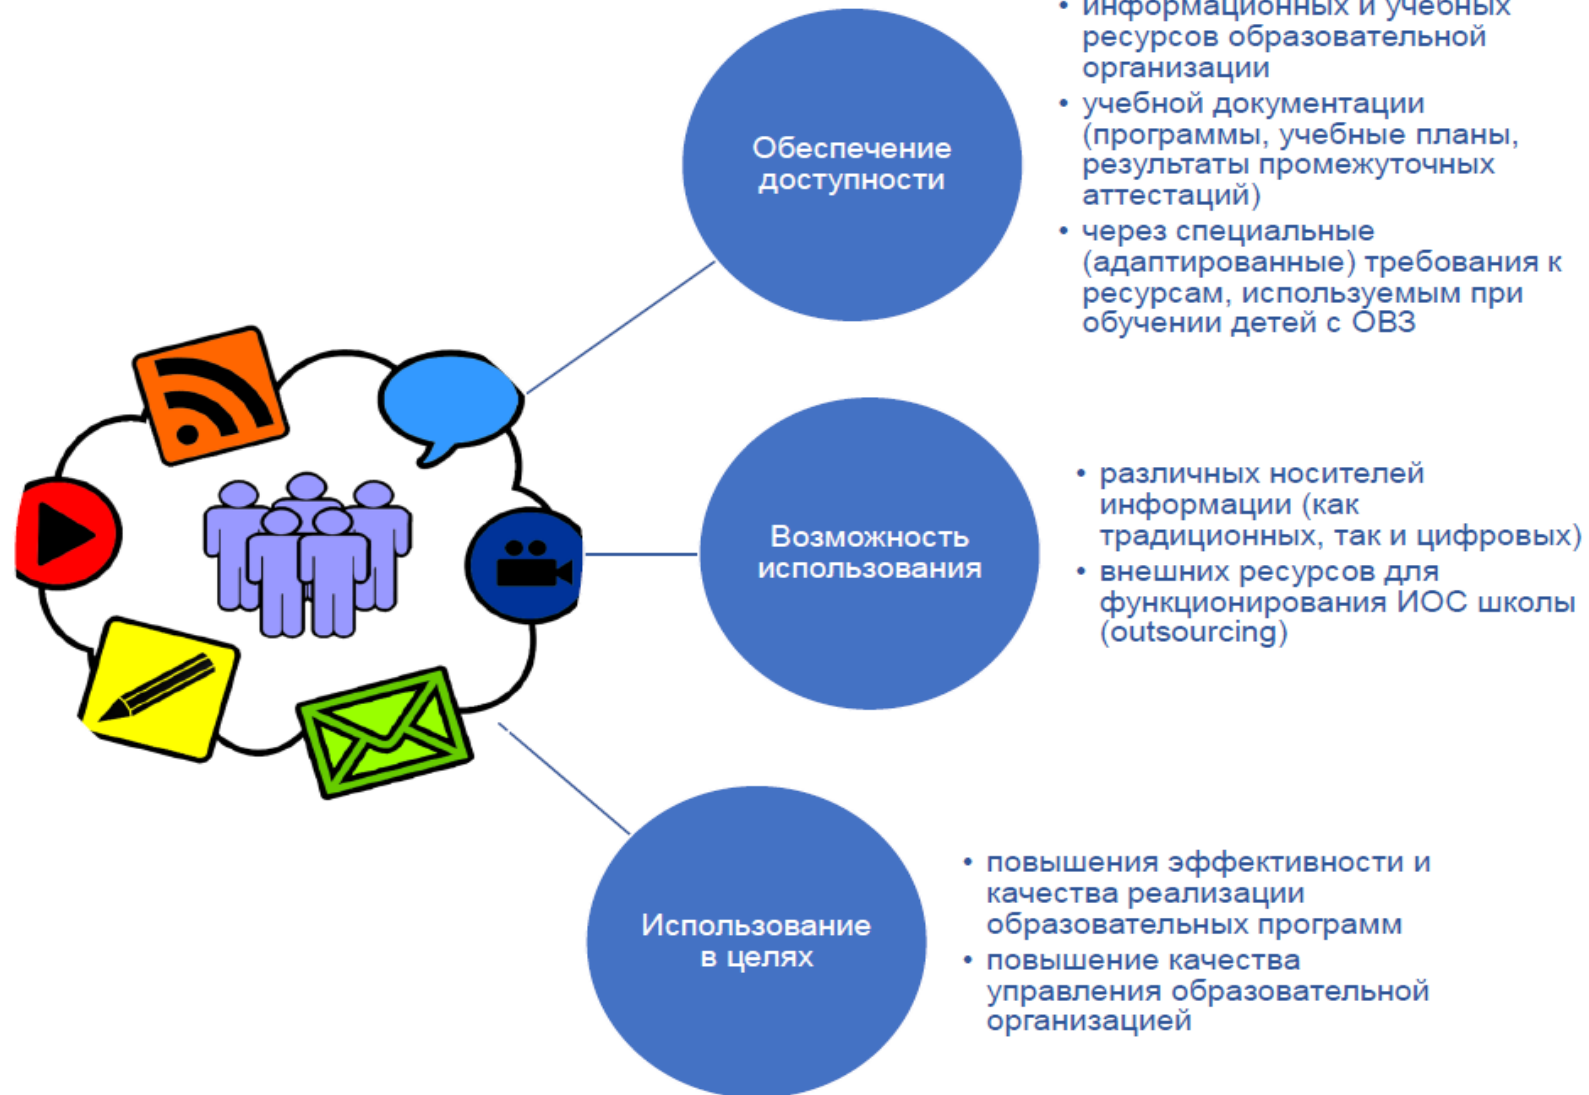 • информационных и учебных
ресурсов образовательной
организации
• учебной документации
(программы, учебные планы,
результаты промежуточных
аттестаций)
• через специальные
(адаптированные) требования к
ресурсам, используемым при
обучении детей с ОВЗ
Обеспечение
доступности
• различных носителей
информации (как
традиционных, так и цифровых)
• внешних ресурсов для
функционирования ИОС школы
(outsourcing)
Возможность
использования
• повышения эффективности и
качества реализации
образовательных программ
• повышение качества
управления образовательной
организацией
Использование
в целях